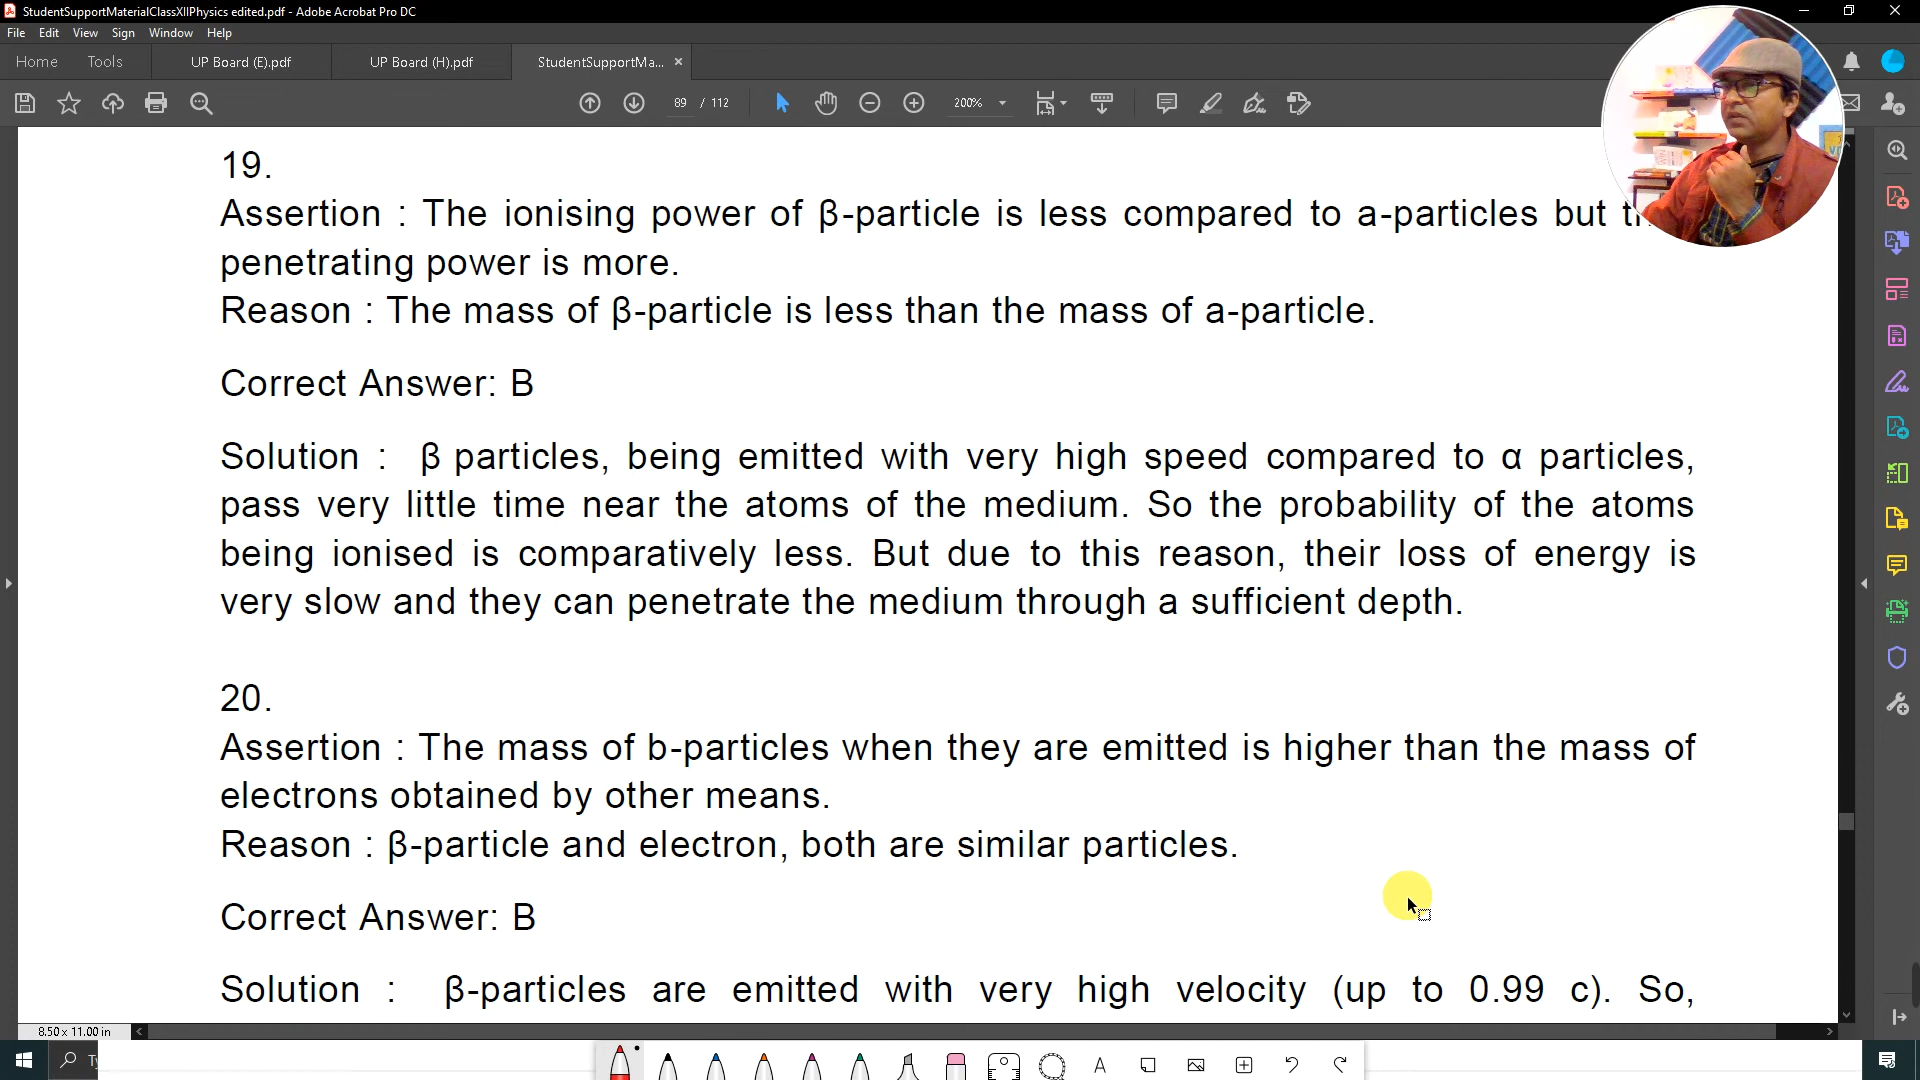 StudentSupportMaterialClassXIIPhysics edited.pdf - Adobe Acrobat Pro DC
File Edit View Sign Window Help
Home Tools UP Board (E).pdf UP Board (H).pdf StudentSupportMa... ×
89 / 112 200%
19.
Assertion : The ionising power of β-particle is less compared to a-particles but
penetrating power is more.
Reason : The mass of β-particle is less than the mass of a-particle.
Correct Answer: B
Solution : β particles, being emitted with very high speed compared to α particles,
pass very little time near the atoms of the medium. So the probability of the atoms
being ionised is comparatively less. But due to this reason, their loss of energy is
very slow and they can penetrate the medium through a sufficient depth.
20.
Assertion : The mass of b-particles when they are emitted is higher than the mass of
electrons obtained by other means.
Reason : β-particle and electron, both are similar particles.
Correct Answer: B
Solution : β-particles are emitted with very high velocity (up to 0.99 c). So,
8.50 x 11.00 in